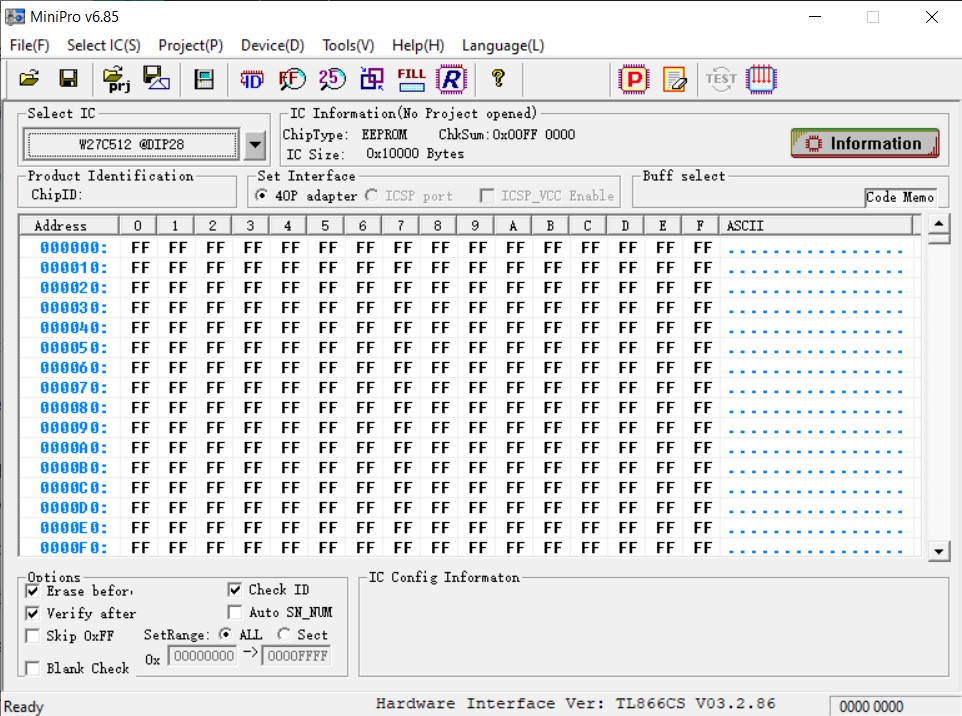 MiniPro v6.85
File(F) Select IC(S) Project(P) Device(D) Tools(V) Help(H) Language(L)
prj 4D FF 25 FILL R ? P TEST
Select IC
W27C512 @DIP28
IC Information(No Project opened)
ChipType: EEPROM ChkSum:0x00FF 0000
IC Size: 0x10000 Bytes
Information
Product Identification
ChipID:
Set Interface
40P adapter ICSP port ICSP_VCC Enable
Buff select
Code Memo
Address 0 1 2 3 4 5 6 7 8 9 A B C D E F ASCII
000000: FF FF FF FF FF FF FF FF FF FF FF FF FF FF FF FF ................
000010: FF FF FF FF FF FF FF FF FF FF FF FF FF FF FF FF ................
000020: FF FF FF FF FF FF FF FF FF FF FF FF FF FF FF FF ................
000030: FF FF FF FF FF FF FF FF FF FF FF FF FF FF FF FF ................
000040: FF FF FF FF FF FF FF FF FF FF FF FF FF FF FF FF ................
000050: FF FF FF FF FF FF FF FF FF FF FF FF FF FF FF FF ................
000060: FF FF FF FF FF FF FF FF FF FF FF FF FF FF FF FF ................
000070: FF FF FF FF FF FF FF FF FF FF FF FF FF FF FF FF ................
000080: FF FF FF FF FF FF FF FF FF FF FF FF FF FF FF FF ................
000090: FF FF FF FF FF FF FF FF FF FF FF FF FF FF FF FF ................
0000A0: FF FF FF FF FF FF FF FF FF FF FF FF FF FF FF FF ................
0000B0: FF FF FF FF FF FF FF FF FF FF FF FF FF FF FF FF ................
0000C0: FF FF FF FF FF FF FF FF FF FF FF FF FF FF FF FF ................
0000D0: FF FF FF FF FF FF FF FF FF FF FF FF FF FF FF FF ................
0000E0: FF FF FF FF FF FF FF FF FF FF FF FF FF FF FF FF ................
0000F0: FF FF FF FF FF FF FF FF FF FF FF FF FF FF FF FF ................
Options
Erase befor Check ID
Verify after Auto SN_NUM
Skip 0xFF SetRange: ALL Sect
Blank Check 0x 00000000 -> 0000FFFF
IC Config Informaton
Ready Hardware Interface Ver: TL866CS V03.2.86 0000 0000